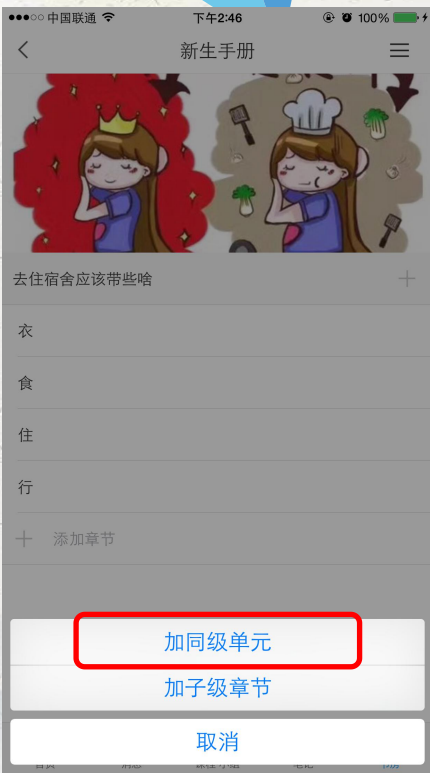 中国联通 下午2:46 100%
新生手册
去住宿舍应该带些啥
衣
食
住
行
添加章节
加同级单元
加子级章节
取消